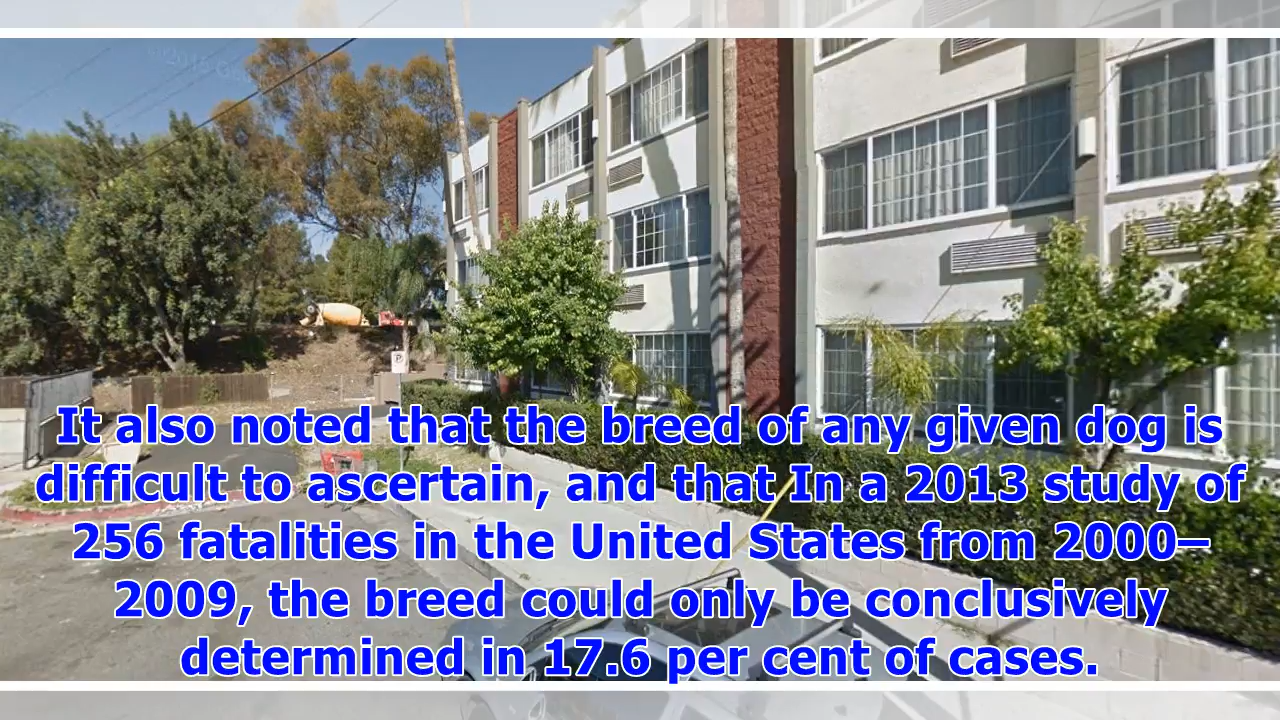 It also noted that the breed of any given dog is
difficult to ascertain, and that In a 2013 study of
256 fatalities in the United States from 2000–
2009, the breed could only be conclusively
determined in 17.6 per cent of cases.